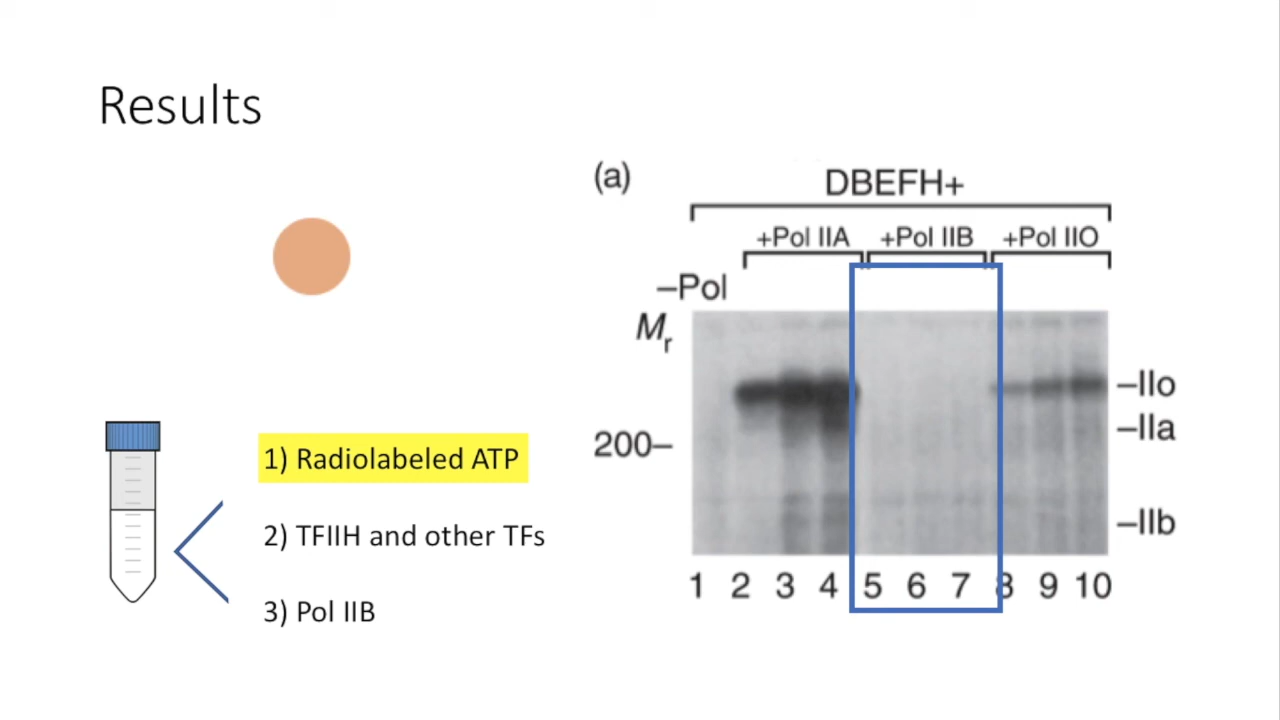 Results
(a)
DBEFH+
+Pol IIA +Pol IIB +Pol IIO
–Pol
Mr
–IIo
–IIa
200–
–IIb
1 2 3 4 5 6 7 8 9 10
1) Radiolabeled ATP
2) TFIIH and other TFs
3) Pol IIB